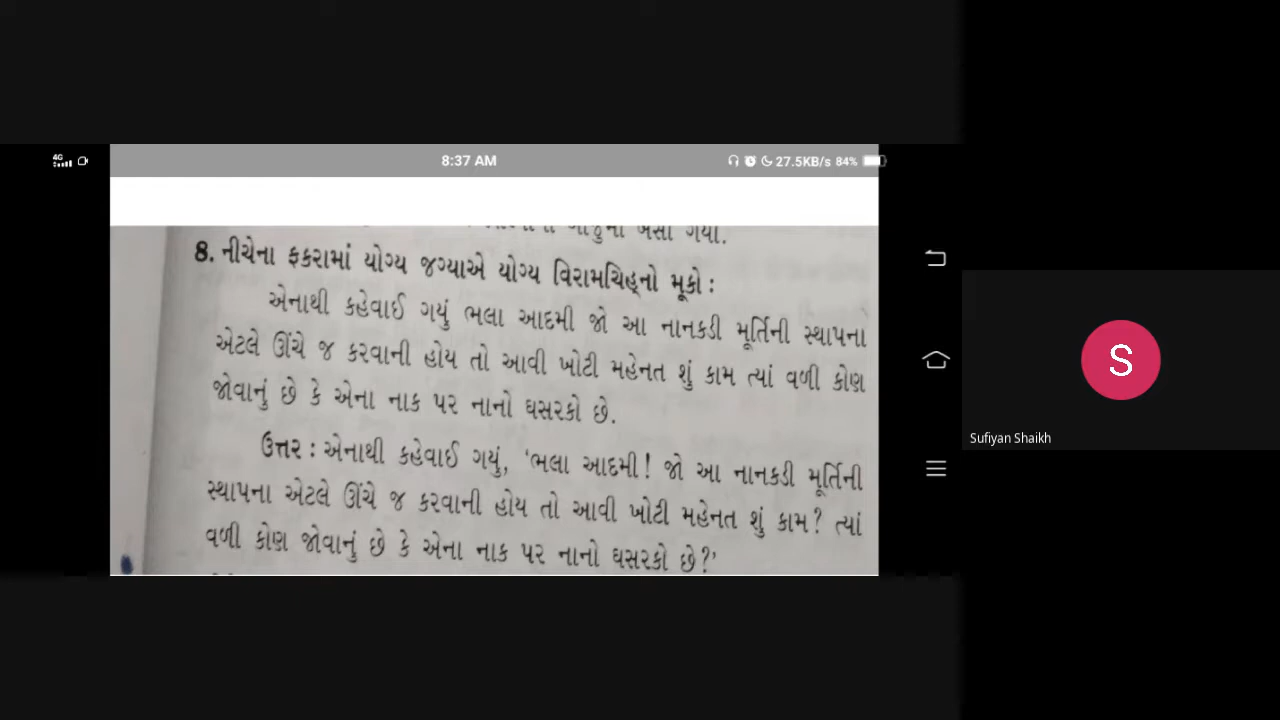 4G 8:37 AM 27.5KB/s 84%
ગયા.
8. નીચેના ફકરામાં યોગ્ય જગ્યાએ યોગ્ય વિરામચિહ્નો મૂકો :
એનાથી કહેવાઈ ગયું ભલા આદમી જો આ નાનકડી મૂર્તિની સ્થાપના
એટલે ઊંચે જ કરવાની હોય તો આવી ખોટી મહેનત શું કામ ત્યાં વળી કોણ
જોવાનું છે કે એના નાક પર નાનો ઘસરકો છે.
ઉત્તર : એનાથી કહેવાઈ ગયું, ‘ભલા આદમી! જો આ નાનકડી મૂર્તિની
સ્થાપના એટલે ઊંચે જ કરવાની હોય તો આવી ખોટી મહેનત શું કામ? ત્યાં
વળી કોણ જોવાનું છે કે એના નાક પર નાનો ઘસરકો છે?’
S
Sufiyan Shaikh